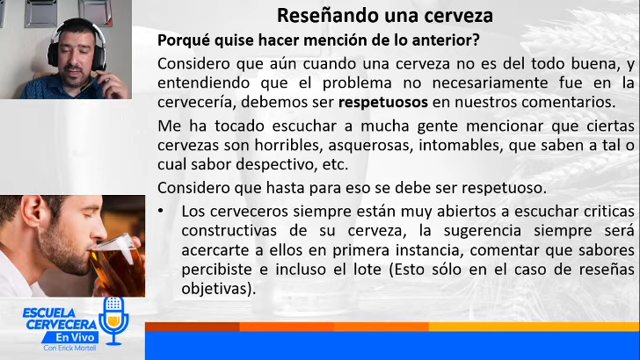 Reseñando una cerveza
Porqué quise hacer mención de lo anterior?
Considero que aún cuando una cerveza no es del todo buena, y
entendiendo que el problema no necesariamente fue en la
cervecería, debemos ser respetuosos en nuestros comentarios.
Me ha tocado escuchar a mucha gente mencionar que ciertas
cervezas son horribles, asquerosas, intomables, que saben a tal o
cual sabor despectivo, etc.
Considero que hasta para eso se debe ser respetuoso.
• Los cerveceros siempre están muy abiertos a escuchar criticas
constructivas de su cerveza, la sugerencia siempre será
acercarte a ellos en primera instancia, comentar que sabores
percibiste e incluso el lote (Esto sólo en el caso de reseñas
objetivas).
ESCUELA
CERVECERA
En Vivo
Con Erick Martell